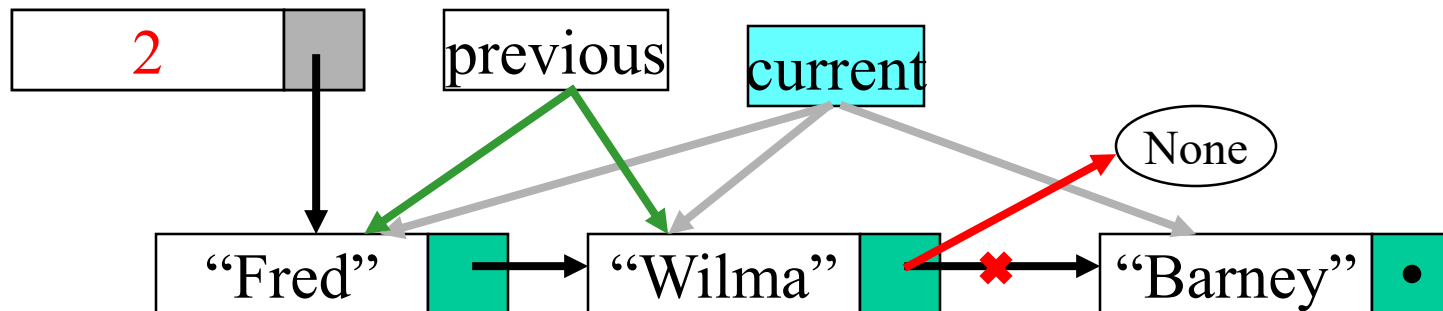 2
previous
current
None
“Fred”
“Wilma”
“Barney”